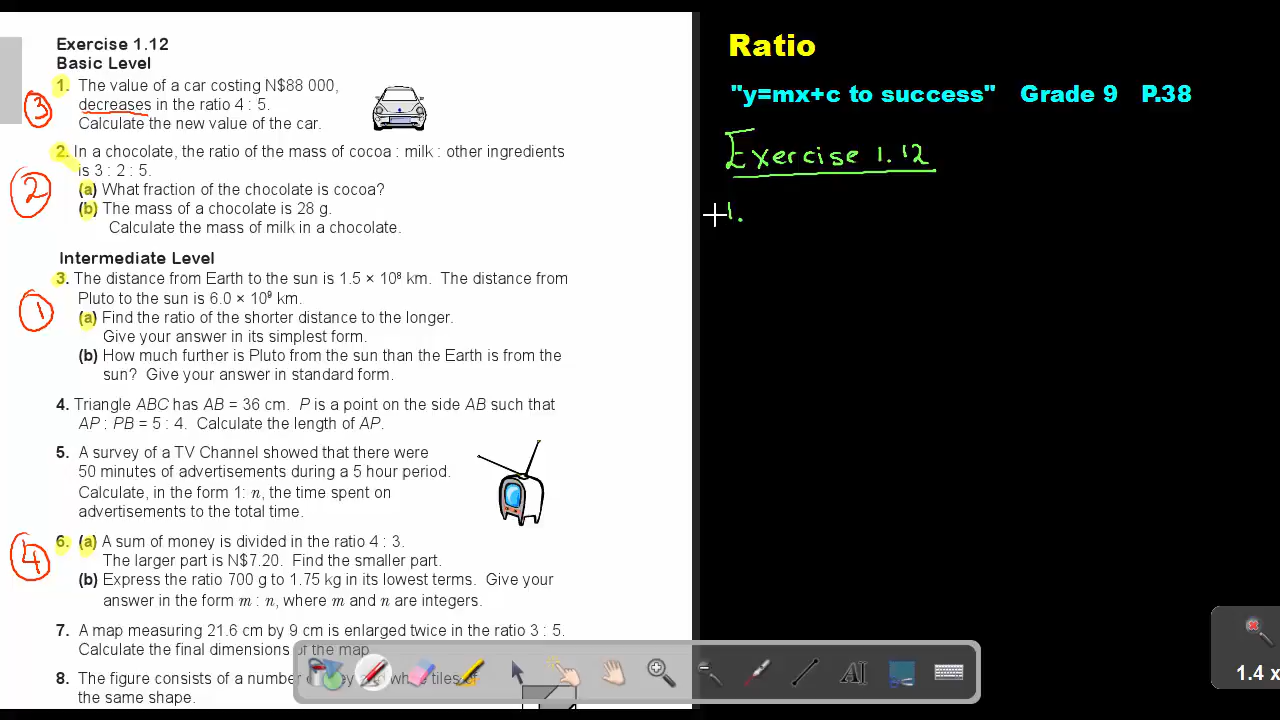 Exercise 1.12
Basic Level
1. The value of a car costing N$88 000,
decreases in the ratio 4 : 5.
Calculate the new value of the car.
3
2. In a chocolate, the ratio of the mass of cocoa : milk : other ingredients
is 3 : 2 : 5.
(a) What fraction of the chocolate is cocoa?
(b) The mass of a chocolate is 28 g.
Calculate the mass of milk in a chocolate.
2
Intermediate Level
3. The distance from Earth to the sun is 1.5 × 10⁸ km. The distance from
Pluto to the sun is 6.0 × 10⁹ km.
(a) Find the ratio of the shorter distance to the longer.
Give your answer in its simplest form.
(b) How much further is Pluto from the sun than the Earth is from the
sun? Give your answer in standard form.
1
4. Triangle ABC has AB = 36 cm. P is a point on the side AB such that
AP : PB = 5 : 4. Calculate the length of AP.
5. A survey of a TV Channel showed that there were
50 minutes of advertisements during a 5 hour period.
Calculate, in the form 1: n, the time spent on
advertisements to the total time.
6. (a) A sum of money is divided in the ratio 4 : 3.
The larger part is N$7.20. Find the smaller part.
(b) Express the ratio 700 g to 1.75 kg in its lowest terms. Give your
answer in the form m : n, where m and n are integers.
4
7. A map measuring 21.6 cm by 9 cm is enlarged twice in the ratio 3 : 5.
Calculate the final dimensions of the map
8. The figure consists of a number of tiles of
the same shape.
Ratio
"y=mx+c to success" Grade 9 P.38
Exercise 1.12
1.
AI
1.4 x